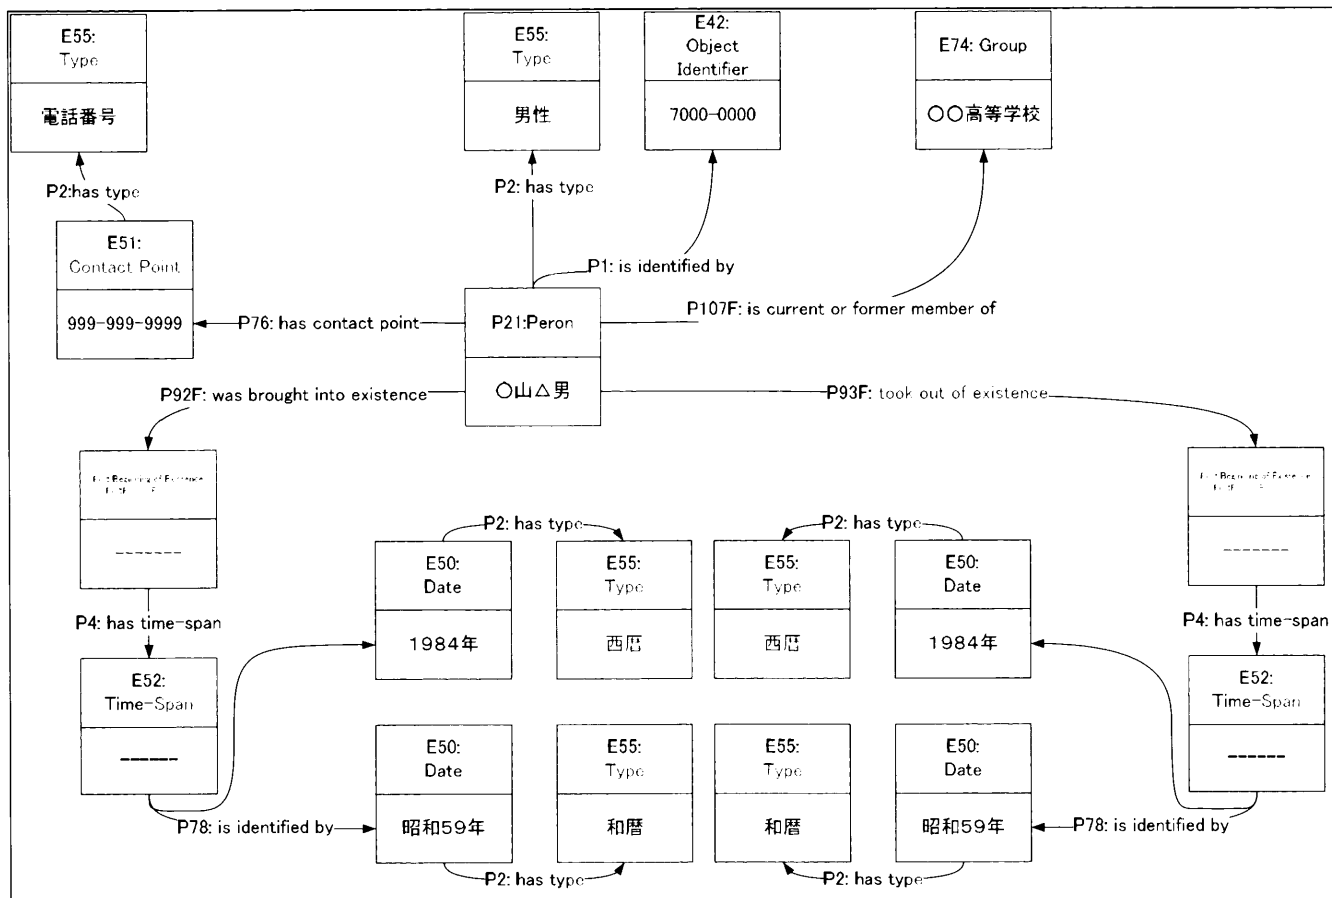 E55:
Type
電話番号
E55:
Type
男性
E42:
Object
Identifier
7000-0000
E74: Group
○○高等学校
P2:has type
P2: has type
E51:
Contact Point
999-999-9999
P1: is identified by
P76: has contact point
P21:Peron
○山△男
P107F: is current or former member of
P92F: was brought into existence
P93F: took out of existence
Beginning of Existence
Beginning of Existence
-------
-------
P4: has time-span
P4: has time-span
P2: has type
P2: has type
E50:
Date
1984年
E55:
Type
西暦
E55:
Type
西暦
E50:
Date
1984年
E52:
Time-Span
------
E52:
Time-Span
------
E50:
Date
昭和59年
E55:
Type
和暦
E55:
Type
和暦
E50:
Date
昭和59年
P78: is identified by
P78: is identified by
P2: has type
P2: has type